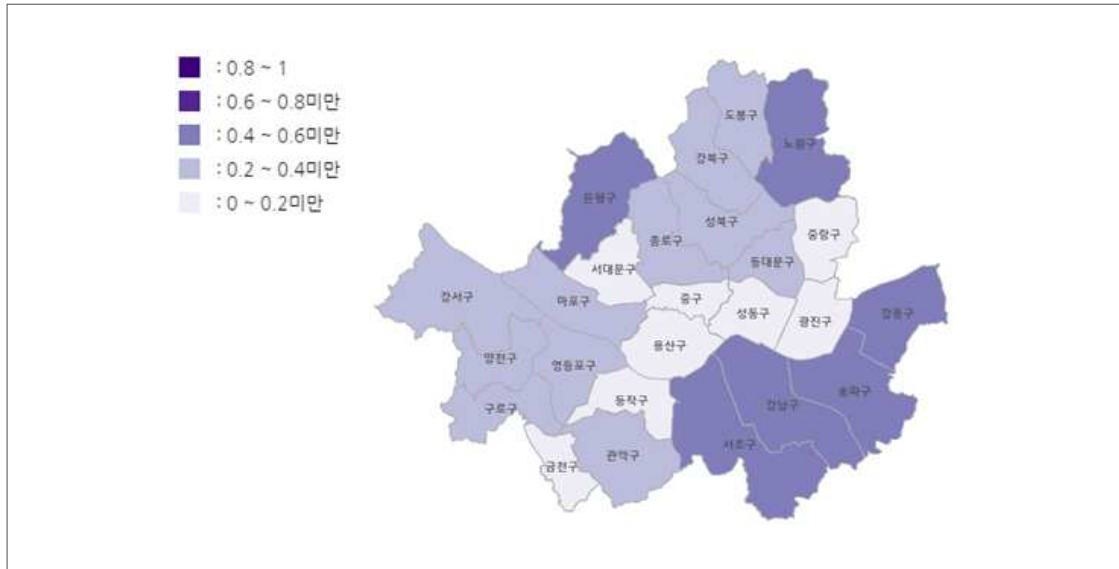 : 0.8 ~ 1
: 0.6 ~ 0.8미만
: 0.4 ~ 0.6미만
: 0.2 ~ 0.4미만
: 0 ~ 0.2미만
도봉구
노원구
강북구
은평구
성북구
종로구
중랑구
동대문구
서대문구
강서구
마포구
중구
성동구
광진구
강동구
용산구
양천구
영등포구
송파구
동작구
강남구
구로구
서초구
관악구
금천구